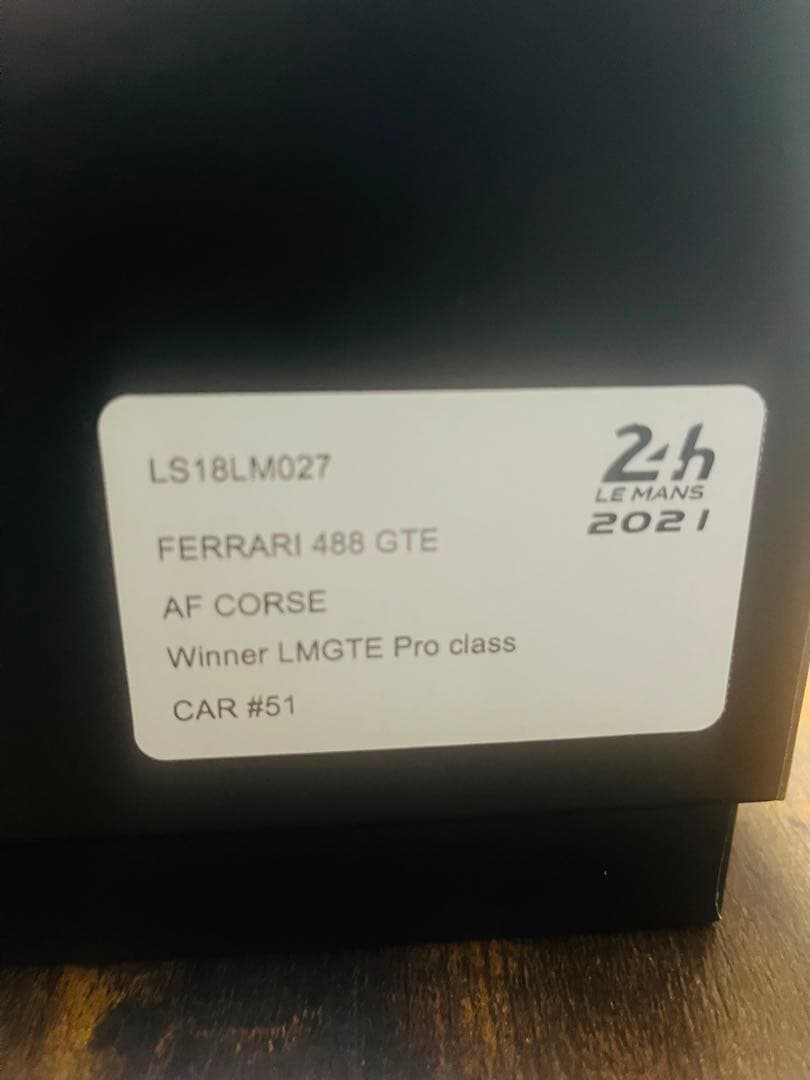 LS18LM027
24h
LE MANS
2021
FERRARI 488 GTE
AF CORSE
Winner LMGTE Pro class
CAR #51